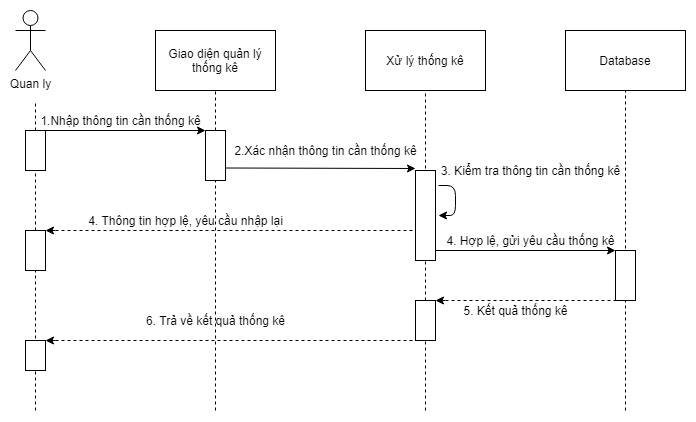 Quan ly
Giao diện quản lý
thống kê
Xử lý thống kê
Database
1.Nhập thông tin cần thống kê
2.Xác nhận thông tin cần thống kê
3. Kiểm tra thông tin cần thống kê
4. Thông tin hợp lệ, yêu cầu nhập lại
4. Hợp lệ, gửi yêu cầu thống kê
5. Kết quả thống kê
6. Trả về kết quả thống kê